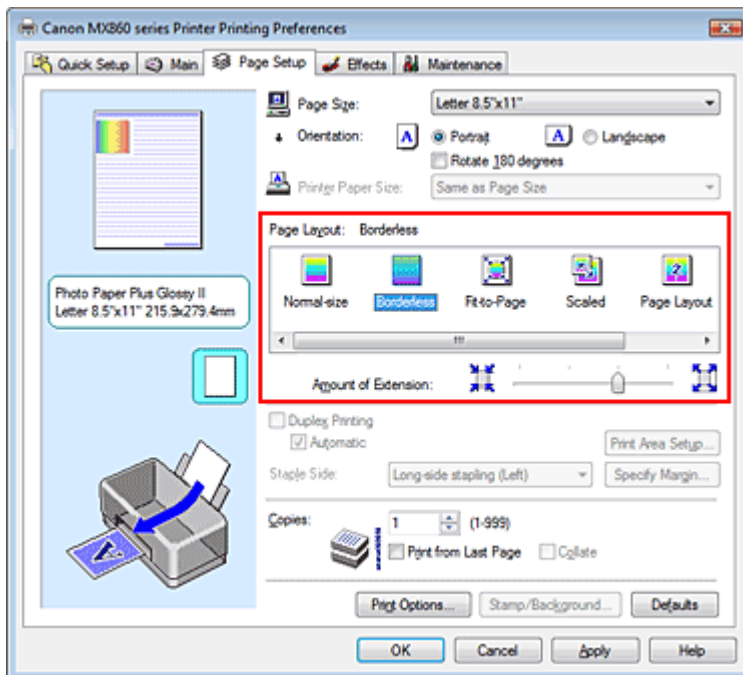 Canon MX860 series Printer Printing Preferences
Quick Setup Main Page Setup Effects Maintenance
Page Size: Letter 8.5"x11"
Orientation: A Portrait A Landscape
Rotate 180 degrees
Printer Paper Size: Same as Page Size
Page Layout: Borderless
Normal-size Borderless Fit-to-Page Scaled Page Layout
Photo Paper Plus Glossy II
Letter 8.5"x11" 215.9x279.4mm
Amount of Extension:
Duplex Printing
Automatic Print Area Setup...
Staple Side: Long-side stapling (Left) Specify Margin...
Copies: 1 (1-999)
Print from Last Page Collate
A
Print Options... Stamp/Background... Defaults
OK Cancel Apply Help